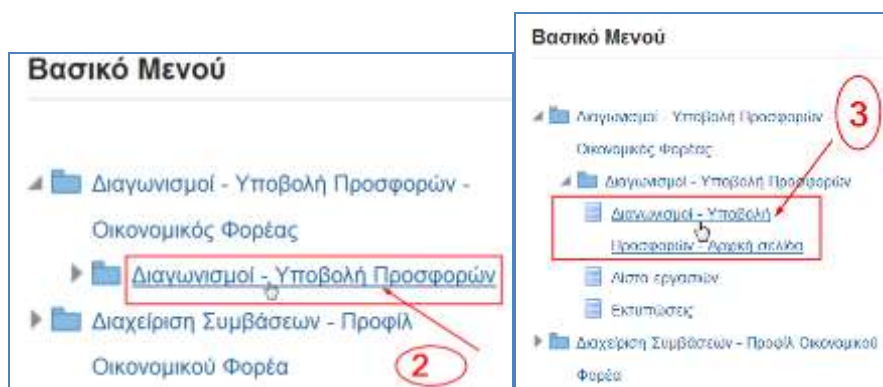 Βασικό Μενού
Διαγωνισμοί - Υποβολή Προσφορών -
Οικονομικός Φορέας
Διαγωνισμοί - Υποβολή Προσφορών
Διαχείριση Συμβάσεων - Προφίλ
Οικονομικού Φορέα
2
Βασικό Μενού
3
Διαγωνισμοί - Υποβολή Προσφορών -
Οικονομικός Φορέας
Διαγωνισμοί - Υποβολή Προσφορών
Διαγωνισμοί - Υποβολή
Προσφορών - Αρχική σελίδα
Λίστα εργασιών
Εκτυπώσεις
Διαχείριση Συμβάσεων - Προφίλ Οικονομικού
Φορέα